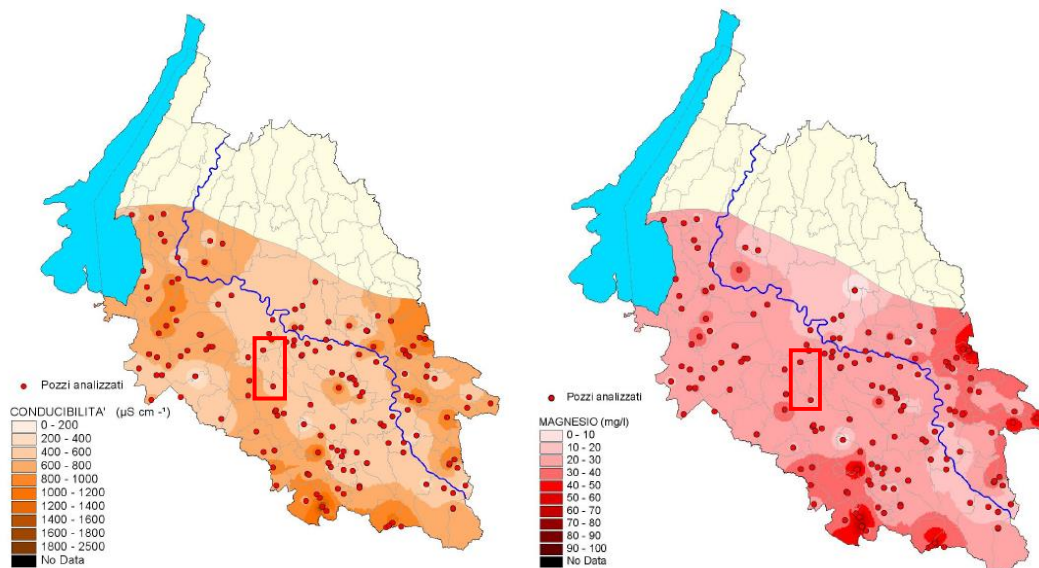 Pozzi analizzati
CONDUCIBILITA' (µS cm -¹)
0 - 200
200 - 400
400 - 600
600 - 800
800 - 1000
1000 - 1200
1200 - 1400
1400 - 1600
1600 - 1800
1800 - 2500
No Data
Pozzi analizzati
MAGNESIO (mg/l)
0 - 10
10 - 20
20 - 30
30 - 40
40 - 50
50 - 60
60 - 70
70 - 80
80 - 90
90 - 100
No Data